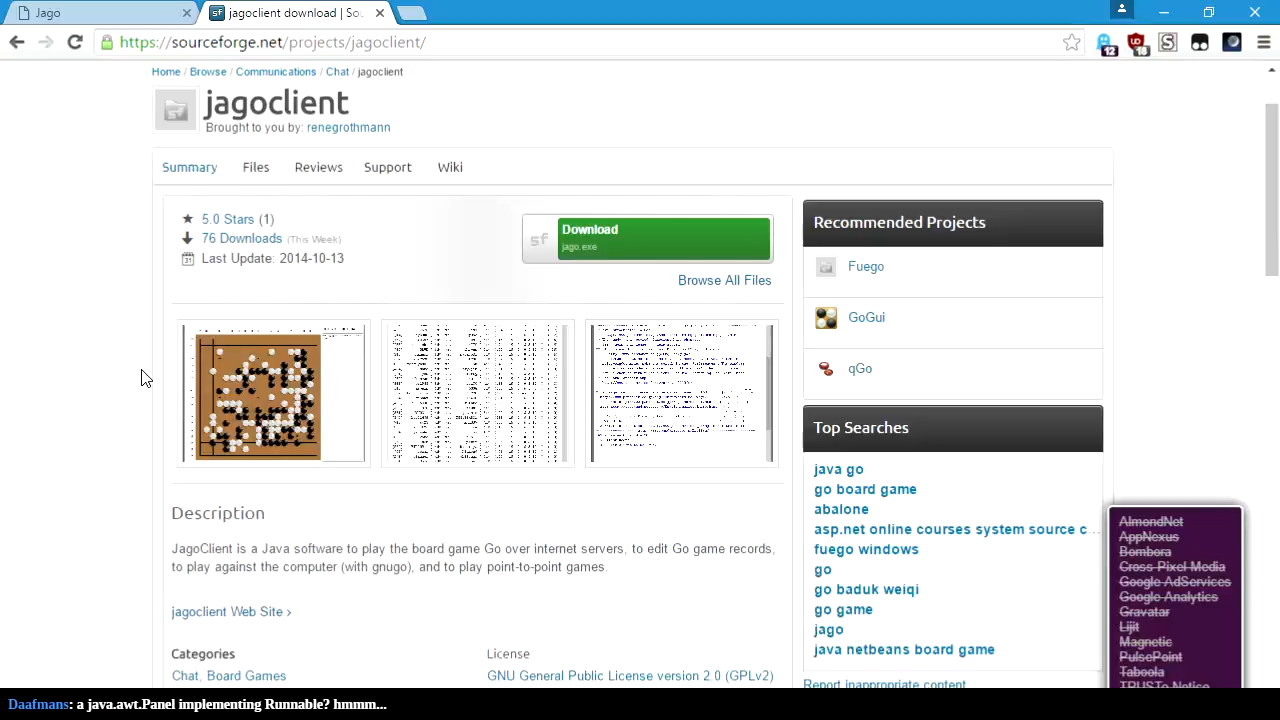 Jago
jagoclient download | Sou
https://sourceforge.net/projects/jagoclient/
12
Home / Browse / Communications / Chat / jagoclient
jagoclient
Brought to you by: renegrothmann
Summary Files Reviews Support Wiki
5.0 Stars (1)
76 Downloads (This Week)
Last Update: 2014-10-13
sf
Download
jago.exe
Browse All Files
Description
JagoClient is a Java software to play the board game Go over internet servers, to edit Go game records,
to play against the computer (with gnugo), and to play point-to-point games.
jagoclient Web Site ›
Categories
Chat, Board Games
License
GNU General Public License version 2.0 (GPLv2)
Recommended Projects
Fuego
GoGui
qGo
Top Searches
java go
go board game
abalone
asp.net online courses system source c...
fuego windows
go
go baduk weiqi
go game
jago
java netbeans board game
Report inappropriate content
AlmondNet
AppNexus
Bombora
Cross Pixel Media
Google AdServices
Google Analytics
Gravatar
Lijit
Magnetic
PulsePoint
Taboola
TRUSTe Notice
Daafmans: a java.awt.Panel implementing Runnable? hmmm...